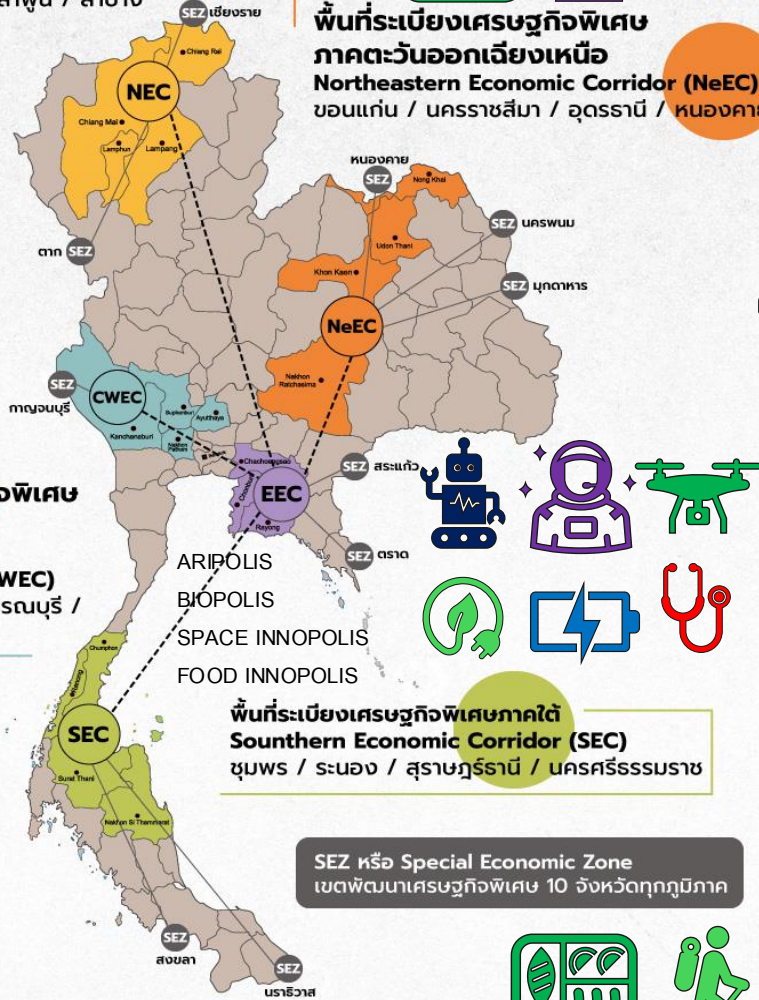 ลำพูน / ลำปาง
SEZ เชียงราย
พื้นที่ระเบียงเศรษฐกิจพิเศษ
ภาคตะวันออกเฉียงเหนือ
Northeastern Economic Corridor (NeEC)
ขอนแก่น / นครราชสีมา / อุดรธานี / หนองคาย
Chiang Rai
NEC
Chiang Mai
Lamphun
Lampang
หนองคาย
SEZ
Nong Khai
SEZ นครพนม
Udon Thani
ตาก SEZ
Khon Kaen
SEZ มุกดาหาร
NeEC
SEZ
กาญจนบุรี
CWEC
Nakhon
Ratchasima
Suphanburi
Ayutthaya
Kanchanaburi
Nakhon
Pathom
Chachoengsao
SEZ สระแก้ว
Chonburi
EEC
Rayong
วพิเศษ
SEZ ตราด
ARIPOLIS
BIOPOLIS
SPACE INNOPOLIS
FOOD INNOPOLIS
WEC)
รรณบุรี /
Chumphon
Ranong
SEC
Surat Thani
Nakhon Si Thammarat
พื้นที่ระเบียงเศรษฐกิจพิเศษภาคใต้
Sounthern Economic Corridor (SEC)
ชุมพร / ระนอง / สุราษฎร์ธานี / นครศรีธรรมราช
SEZ หรือ Special Economic Zone
เขตพัฒนาเศรษฐกิจพิเศษ 10 จังหวัดทุกภูมิภาค
SEZ
สงขลา
SEZ
นราธิวาส